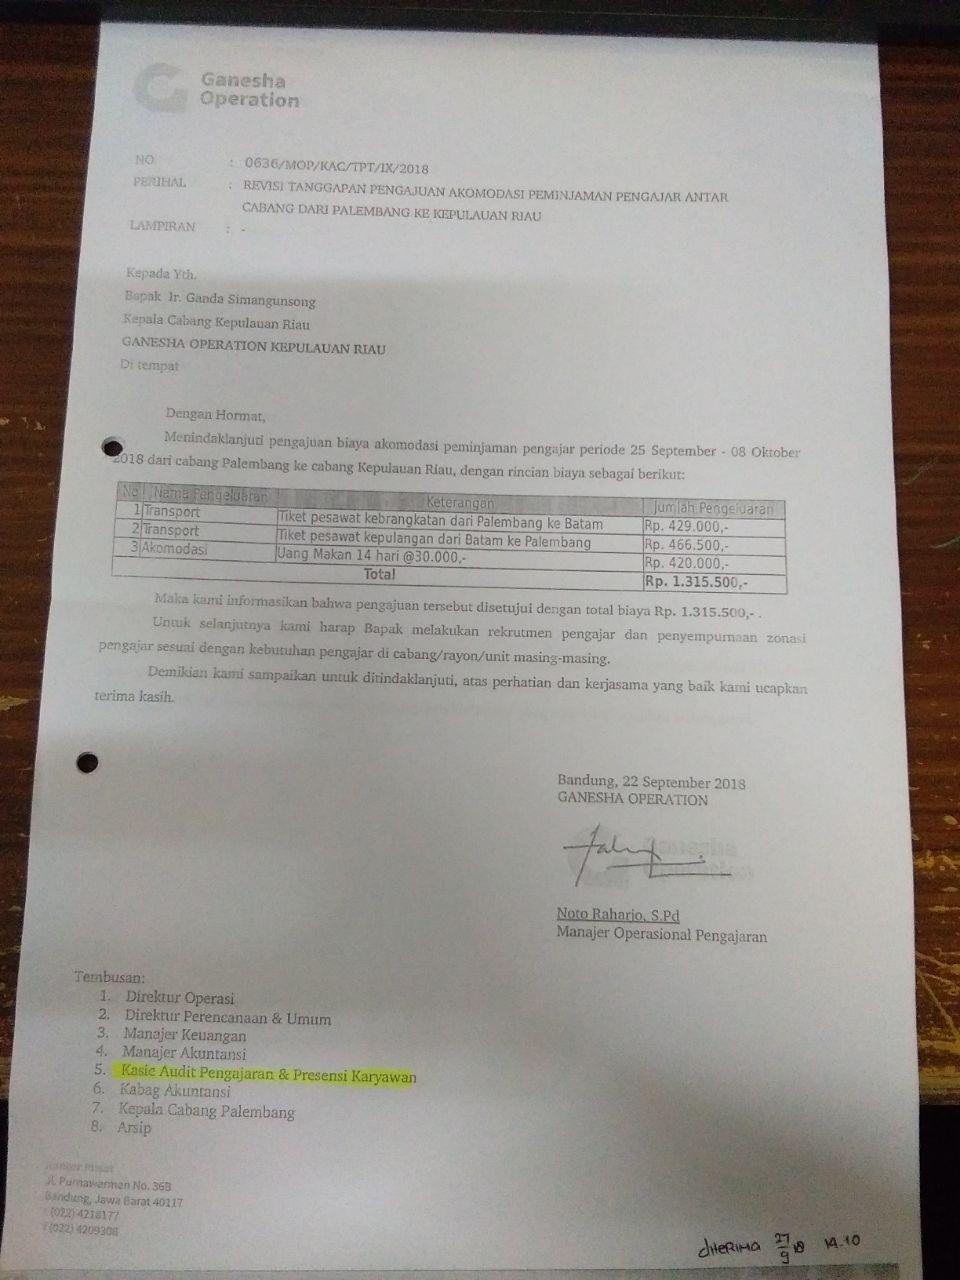 Ganesha
Operation
NO : 0636/MOP/KAC/TPT/IX/2018
PERIHAL : REVISI TANGGAPAN PENGAJUAN AKOMODASI PEMINJAMAN PENGAJAR ANTAR
CABANG DARI PALEMBANG KE KEPULAUAN RIAU
LAMPIRAN : -
Kepada Yth.
Bapak Ir. Ganda Simangunsong
Kepala Cabang Kepulauan Riau
GANESHA OPERATION KEPULAUAN RIAU
Di tempat
Dengan Hormat,
Menindaklanjuti pengajuan biaya akomodasi peminjaman pengajar periode 25 September - 08 Oktober
2018 dari cabang Palembang ke cabang Kepulauan Riau, dengan rincian biaya sebagai berikut:
No Nama Pengeluaran Keterangan Jumlah Pengeluaran
1 Transport Tiket pesawat kebrangkatan dari Palembang ke Batam Rp. 429.000,-
2 Transport Tiket pesawat kepulangan dari Batam ke Palembang Rp. 466.500,-
3 Akomodasi Uang Makan 14 hari @30.000,- Rp. 420.000,-
Total Rp. 1.315.500,-
Maka kami informasikan bahwa pengajuan tersebut disetujui dengan total biaya Rp. 1.315.500,- .
Untuk selanjutnya kami harap Bapak melakukan rekrutmen pengajar dan penyempurnaan zonasi
pengajar sesuai dengan kebutuhan pengajar di cabang/rayon/unit masing-masing.
Demikian kami sampaikan untuk ditindaklanjuti, atas perhatian dan kerjasama yang baik kami ucapkan
terima kasih.
Bandung, 22 September 2018
GANESHA OPERATION
Ganesha
Operation
Noto Raharjo, S.Pd
Manajer Operasional Pengajaran
Tembusan:
1. Direktur Operasi
2. Direktur Perencanaan & Umum
3. Manajer Keuangan
4. Manajer Akuntansi
5. Kasie Audit Pengajaran & Presensi Karyawan
6. Kabag Akuntansi
7. Kepala Cabang Palembang
8. Arsip
Kantor Pusat
Jl. Purnawarman No. 36B
Bandung, Jawa Barat 40117
t (022) 4218177
f (022) 4209308
diterima 27/9 18 14.10